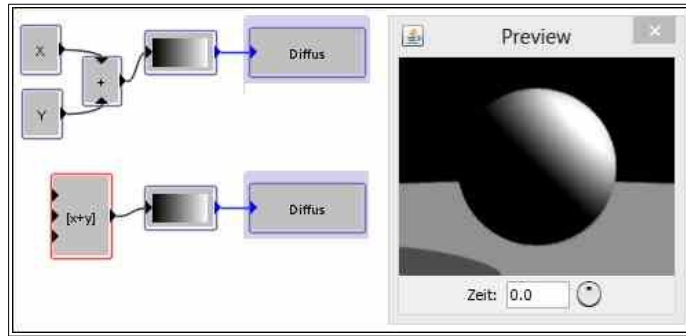 X
+
Diffus
Y
[x+y]
Diffus
Preview
×
Zeit: 0.0